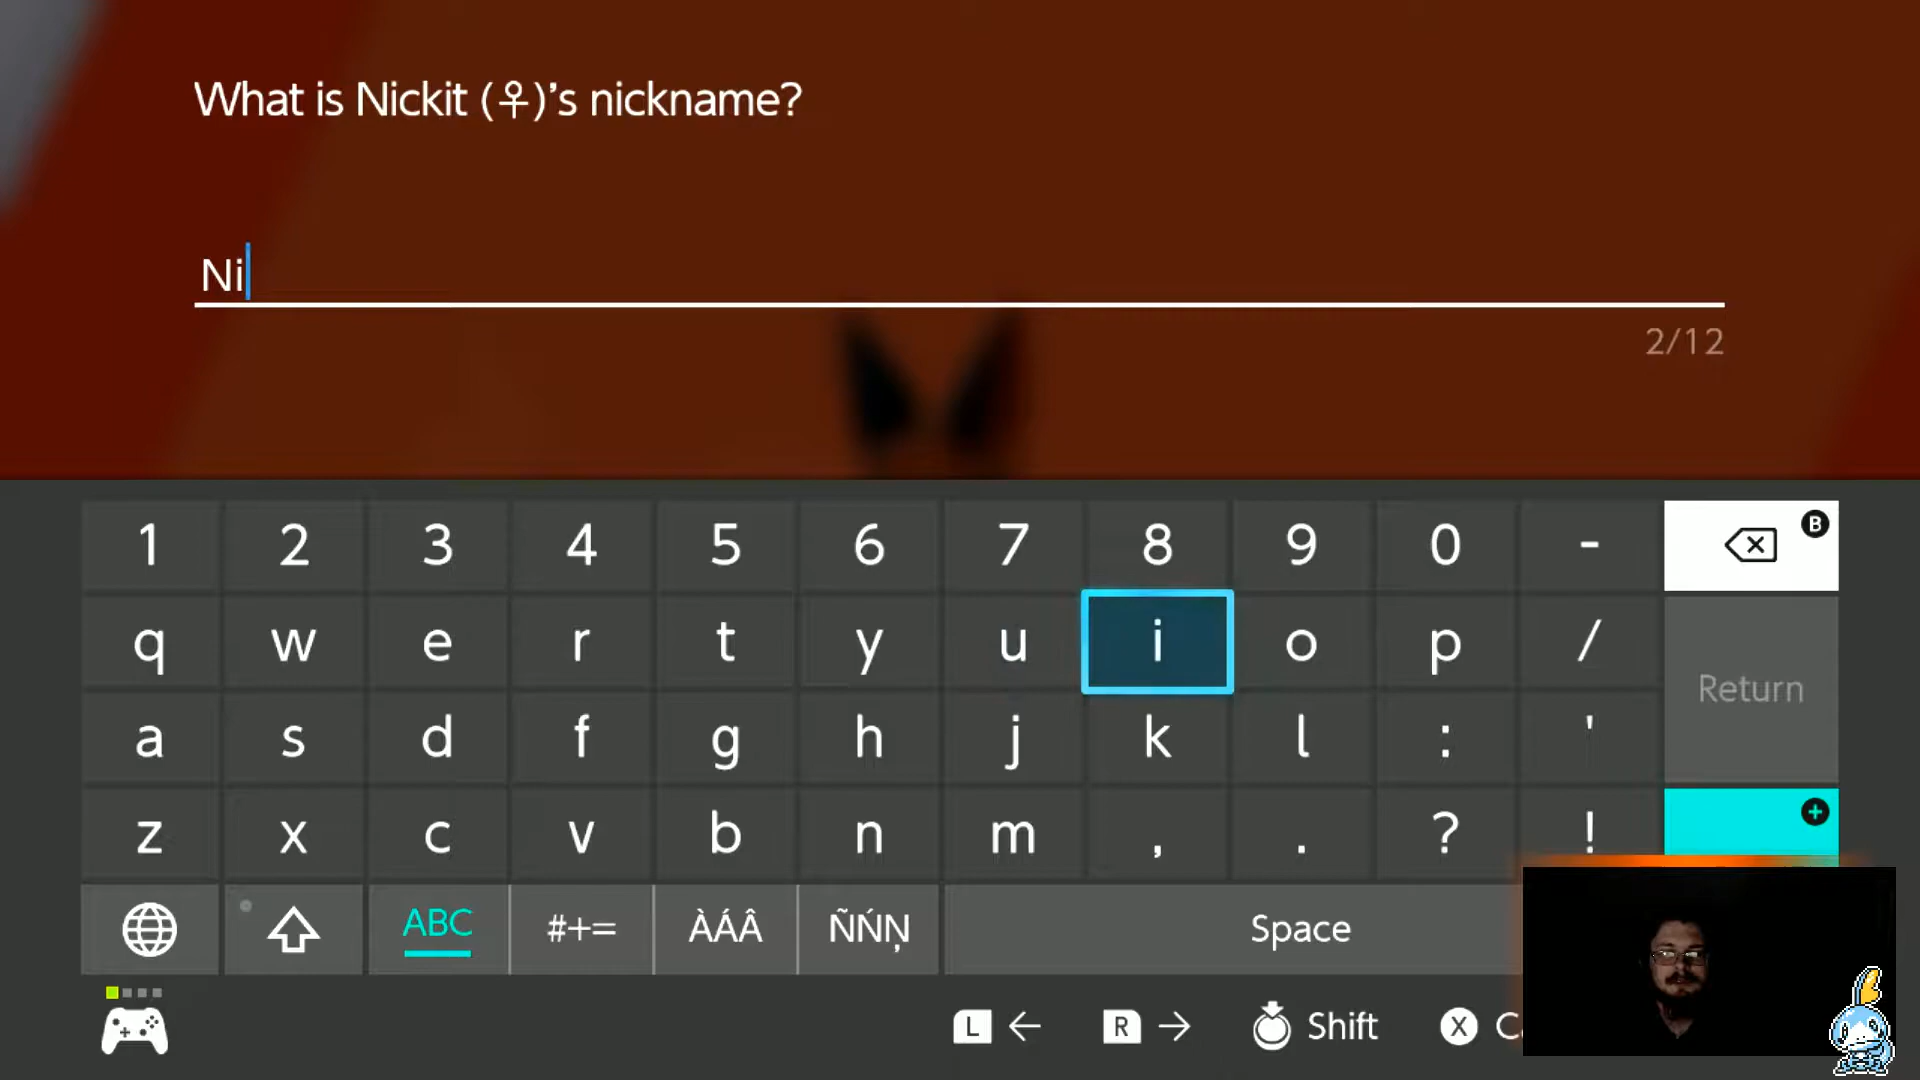 What is Nickit (♀)'s nickname?
Ni
2/12
1 2 3 4 5 6 7 8 9 0 - B
q w e r t y u i o p /
Return
a s d f g h j k l : '
+
z x c v b n m , . ? !
ABC #+= ÀÁÂ ÑŃŅ Space
L ← R → Shift X